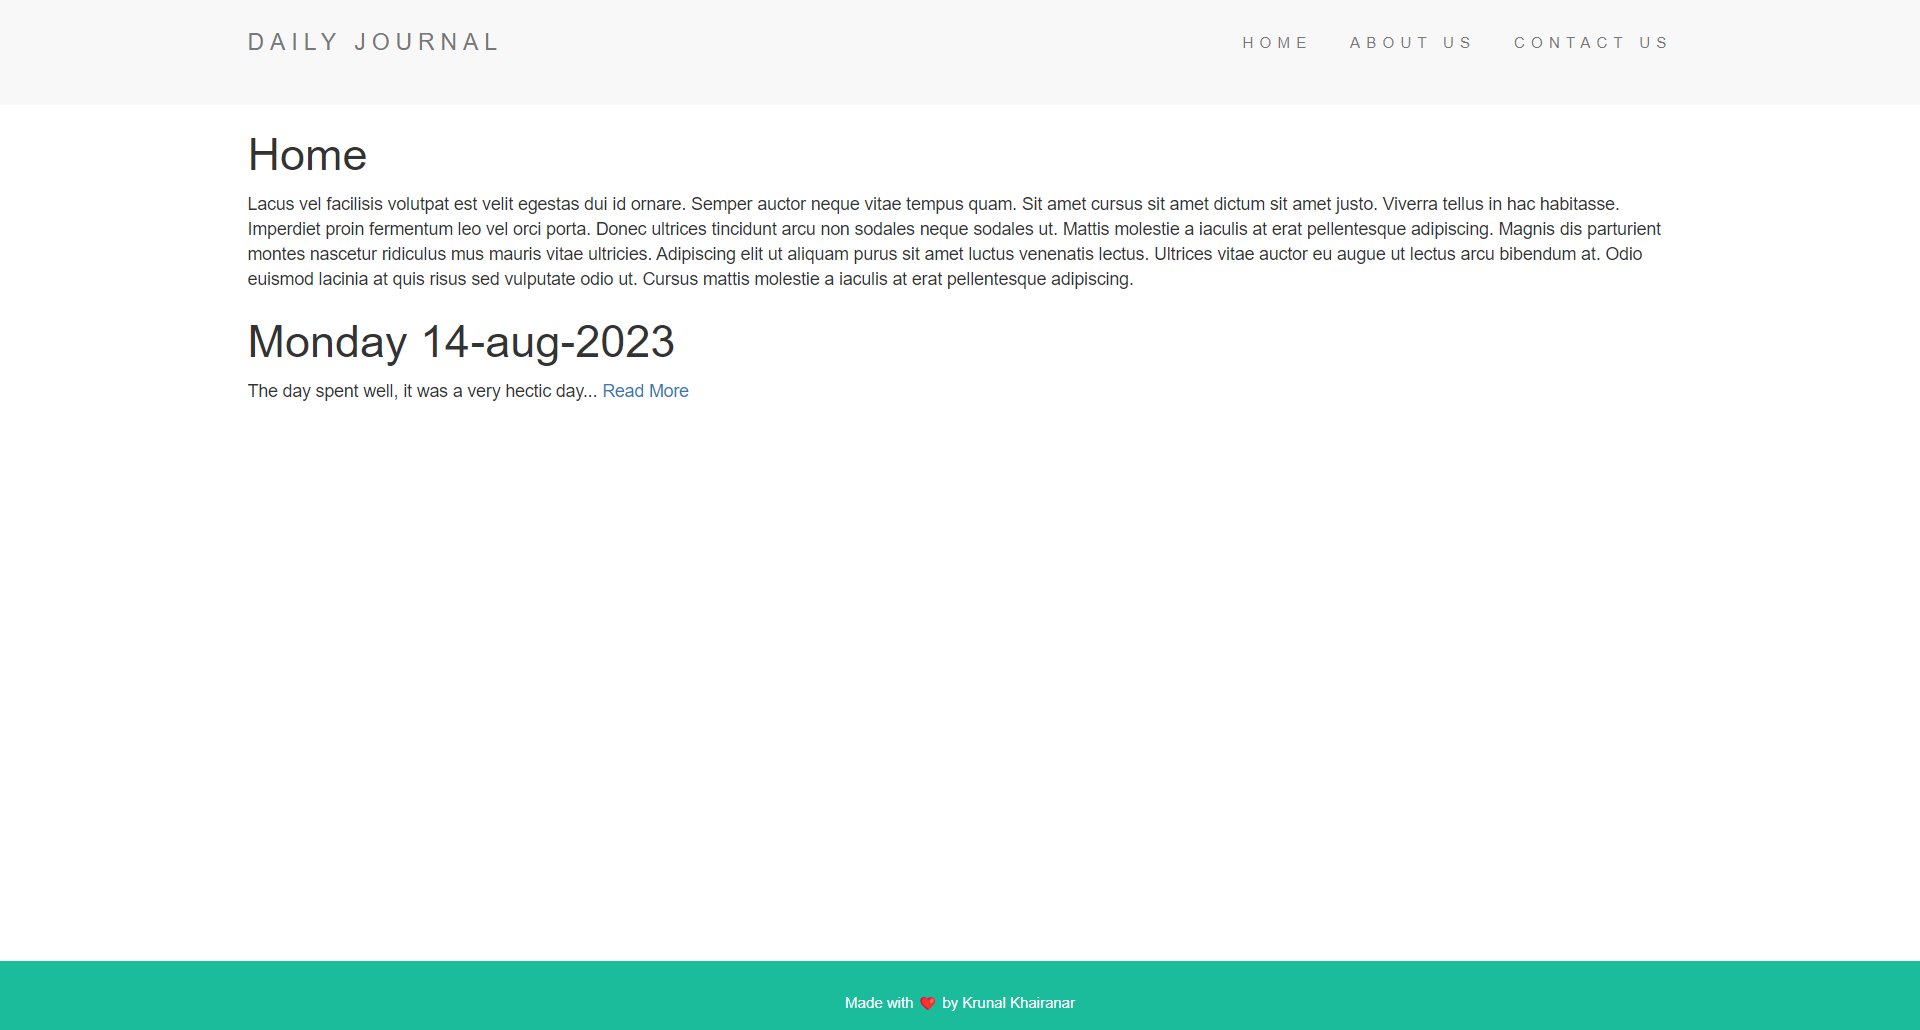 DAILY JOURNAL
HOME ABOUT US CONTACT US
Home
Lacus vel facilisis volutpat est velit egestas dui id ornare. Semper auctor neque vitae tempus quam. Sit amet cursus sit amet dictum sit amet justo. Viverra tellus in hac habitasse.
Imperdiet proin fermentum leo vel orci porta. Donec ultrices tincidunt arcu non sodales neque sodales ut. Mattis molestie a iaculis at erat pellentesque adipiscing. Magnis dis parturient
montes nascetur ridiculus mus mauris vitae ultricies. Adipiscing elit ut aliquam purus sit amet luctus venenatis lectus. Ultrices vitae auctor eu augue ut lectus arcu bibendum at. Odio
euismod lacinia at quis risus sed vulputate odio ut. Cursus mattis molestie a iaculis at erat pellentesque adipiscing.
Monday 14-aug-2023
The day spent well, it was a very hectic day... Read More
Made with ❤️ by Krunal Khairanar